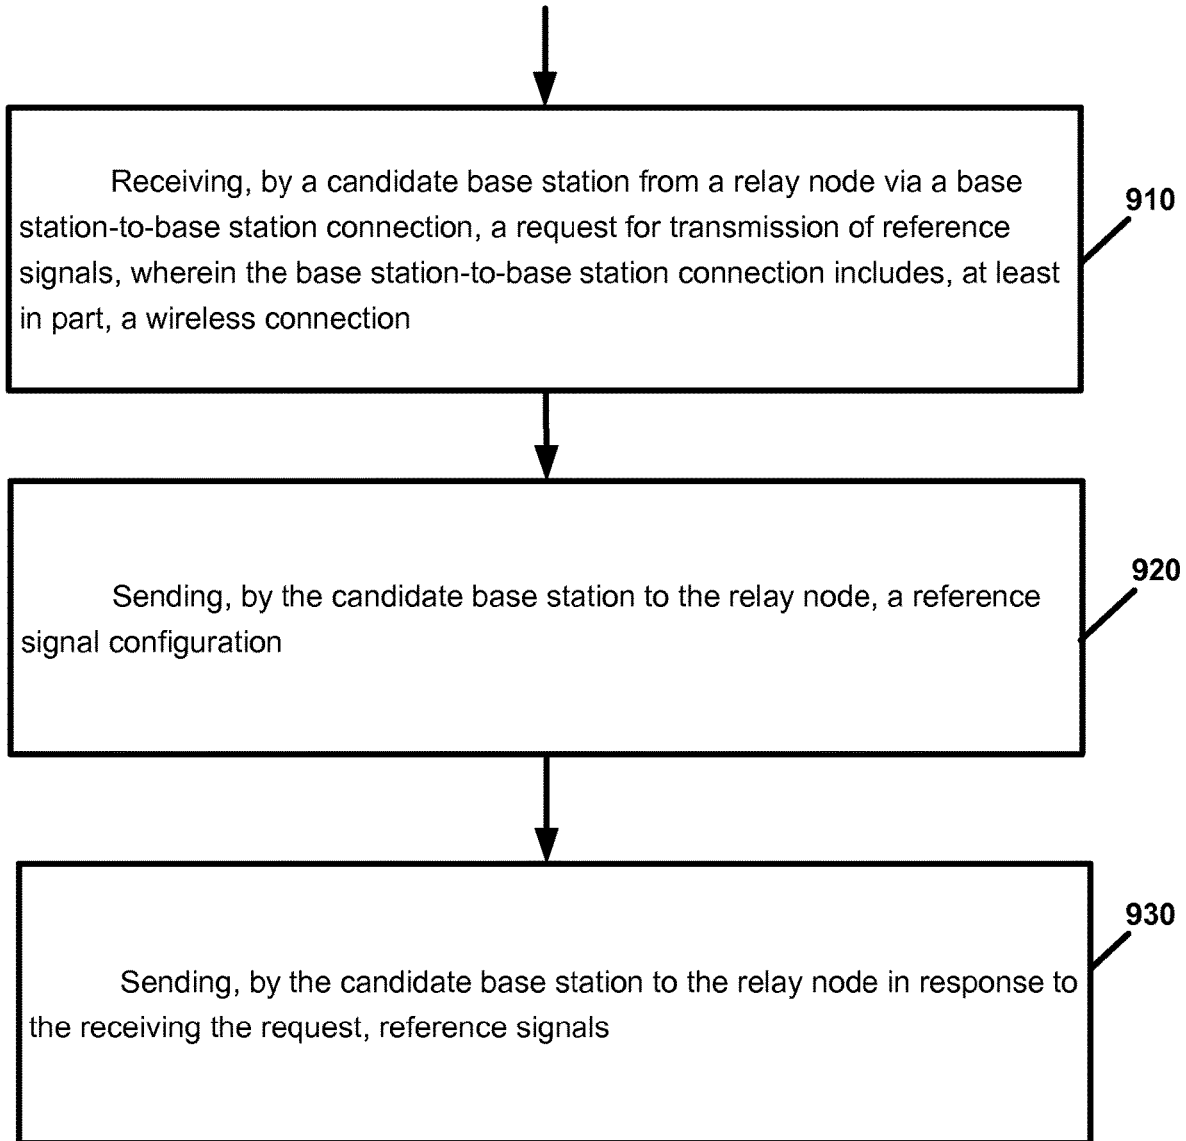 Receiving, by a candidate base station from a relay node via a base
station-to-base station connection, a request for transmission of reference
signals, wherein the base station-to-base station connection includes, at least
in part, a wireless connection
910
Sending, by the candidate base station to the relay node, a reference
signal configuration
920
Sending, by the candidate base station to the relay node in response to
the receiving the request, reference signals
930